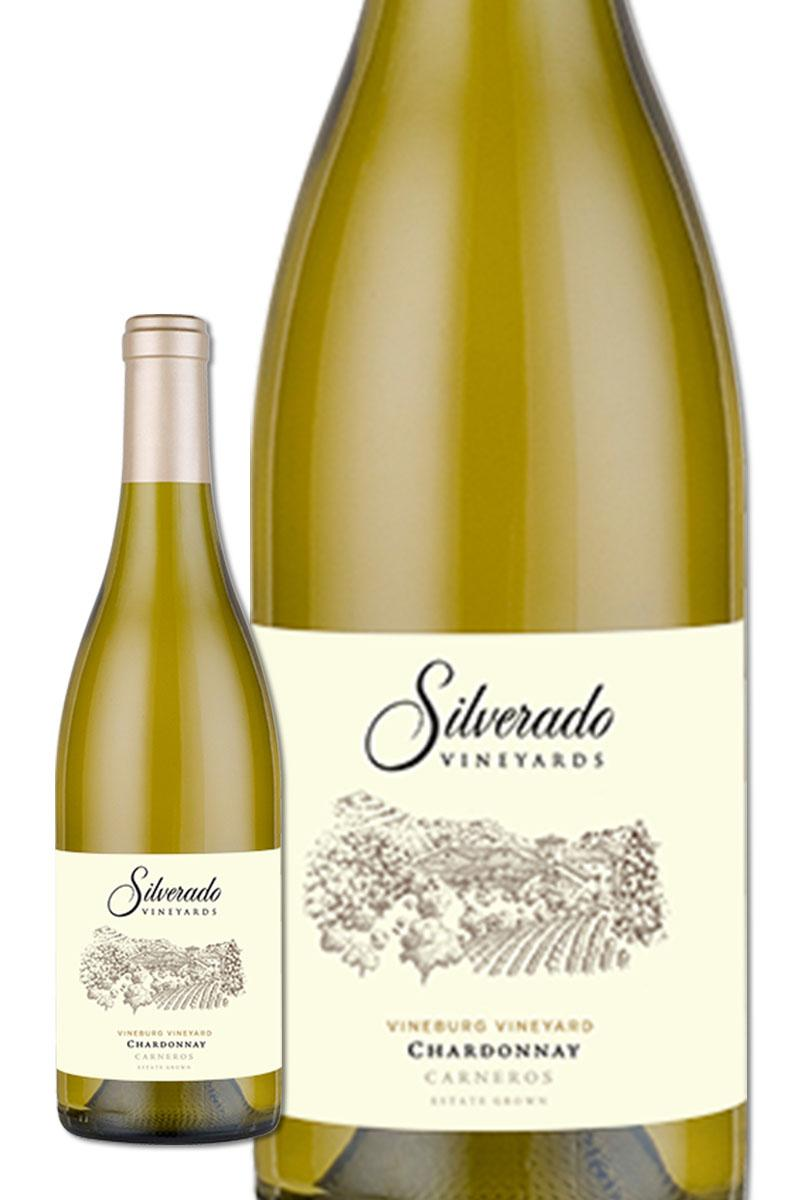 Silverado
VINEYARDS
VINEBURG VINEYARD
CHARDONNAY
CARNEROS
ESTATE GROWN
Silverado
VINEYARDS
VINEBURG VINEYARD
CHARDONNAY
CARNEROS
ESTATE GROWN